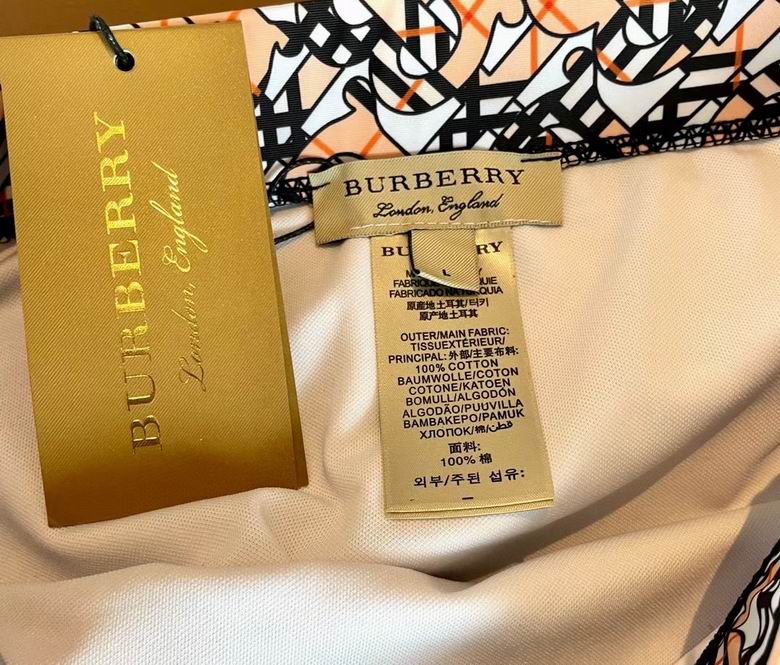 BURBERRY
London, England
BURBERRY
London, England
BU RRY
L
FABRIQUE
FABRICADO
原産地土耳其/터키
原产地土耳其
OUTER/MAIN FABRIC:
TISSUEXTÉRIEUR/
PRINCIPAL:外部/主要布料:
100% COTTON
BAUMWOLLE/COTON
COTONE/KATOEN
BOMULL/ALGODÓN
ALGODÃO/PUUVILLA
BAMBAKEPO/PAMUK
ХЛОПОК/棉/قطن
面料:
100% 棉
외부/주된 섬유: